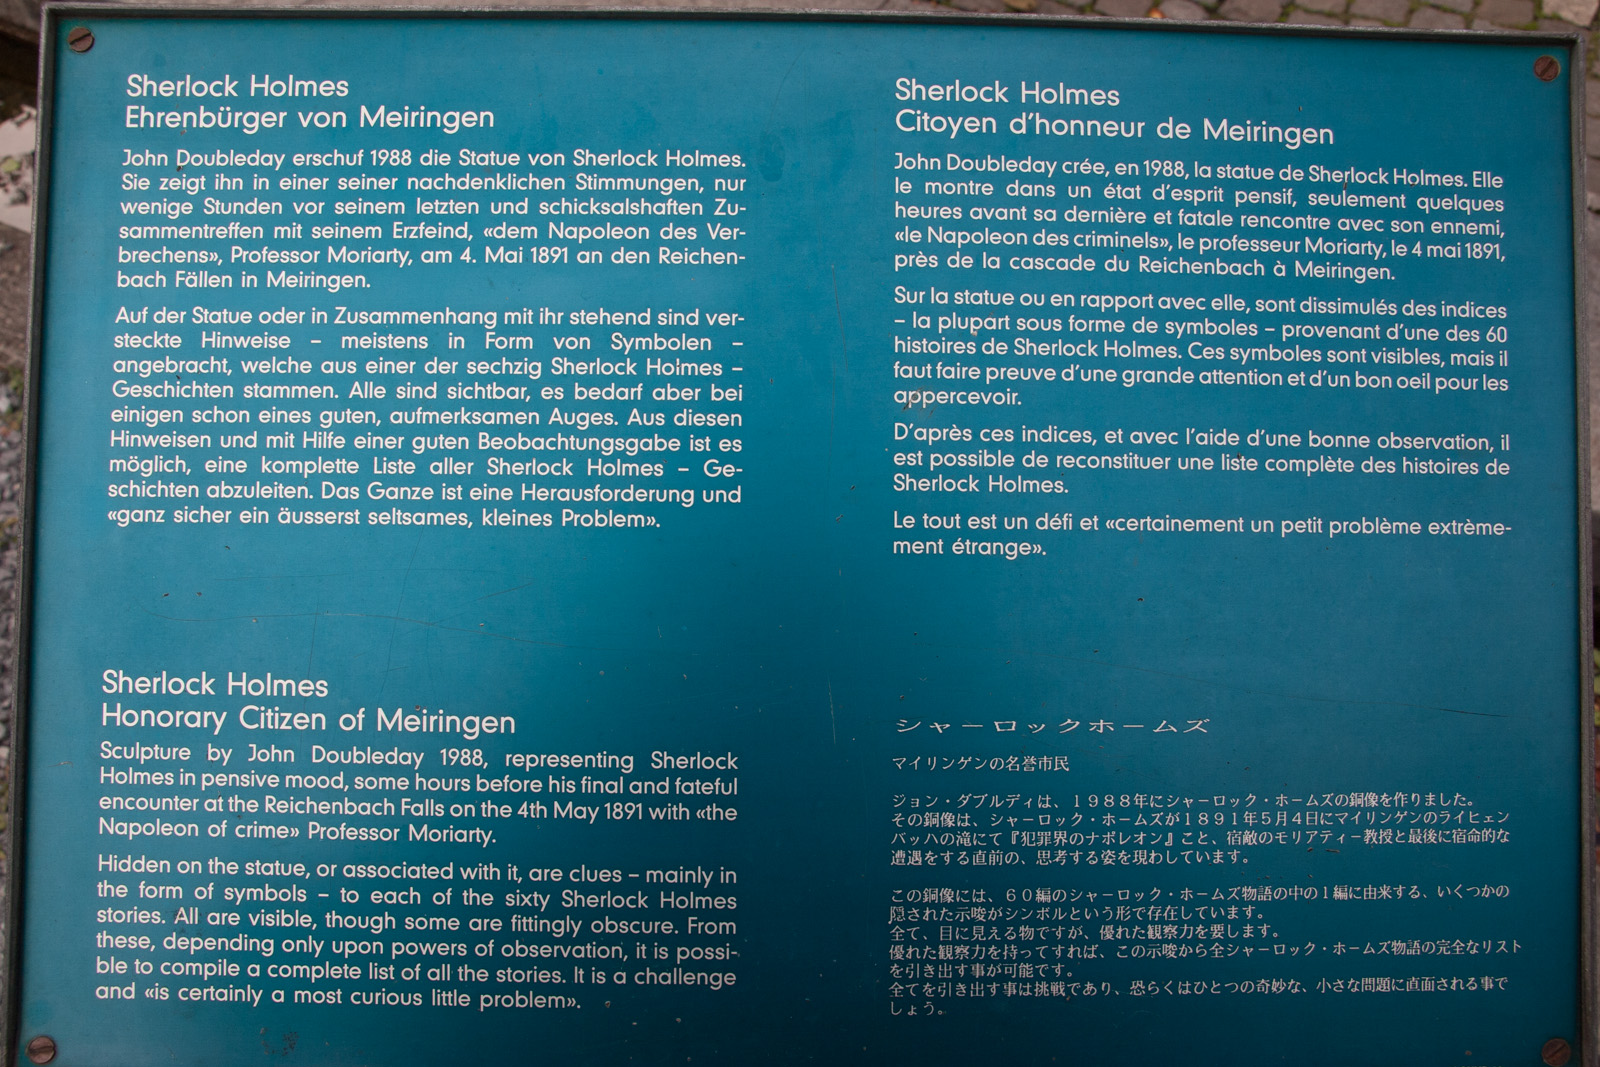 Sherlock Holmes
Ehrenbürger von Meiringen
John Doubleday erschuf 1988 die Statue von Sherlock Holmes.
Sie zeigt ihn in einer seiner nachdenklichen Stimmungen, nur
wenige Stunden vor seinem letzten und schicksalshaften Zu-
sammentreffen mit seinem Erzfeind, «dem Napoleon des Ver-
brechens», Professor Moriarty, am 4. Mai 1891 an den Reichen-
bach Fällen in Meiringen.
Auf der Statue oder in Zusammenhang mit ihr stehend sind ver-
steckte Hinweise – meistens in Form von Symbolen –
angebracht, welche aus einer der sechzig Sherlock Hoimes –
Geschichten stammen. Alle sind sichtbar, es bedarf aber bei
einigen schon eines guten, aufmerksamen Auges. Aus diesen
Hinweisen und mit Hilfe einer guten Beobachtungsgabe ist es
möglich, eine komplette Liste aller Sherlock Holmes – Ge-
schichten abzuleiten. Das Ganze ist eine Herausforderung und
«ganz sicher ein äusserst seltsames, kleines Problem».
Sherlock Holmes
Citoyen d'honneur de Meiringen
John Doubleday crée, en 1988, la statue de Sherlock Holmes. Elle
le montre dans un état d'esprit pensif, seulement quelques
heures avant sa dernière et fatale rencontre avec son ennemi,
«le Napoleon des criminels», le professeur Moriarty, le 4 mai 1891,
près de la cascade du Reichenbach à Meiringen.
Sur la statue ou en rapport avec elle, sont dissimulés des indices
– la plupart sous forme de symboles – provenant d'une des 60
histoires de Sherlock Holmes. Ces symboles sont visibles, mais il
faut faire preuve d'une grande attention et d'un bon oeil pour les
appercevoir.
D'après ces indices, et avec l'aide d'une bonne observation, il
est possible de reconstituer une liste complète des histoires de
Sherlock Holmes.
Le tout est un défi et «certainement un petit problème extrême-
ment étrange».
Sherlock Holmes
Honorary Citizen of Meiringen
Sculpture by John Doubleday 1988, representing Sherlock
Holmes in pensive mood, some hours before his final and fateful
encounter at the Reichenbach Falls on the 4th May 1891 with «the
Napoleon of crime» Professor Moriarty.
Hidden on the statue, or associated with it, are clues – mainly in
the form of symbols – to each of the sixty Sherlock Holmes
stories. All are visible, though some are fittingly obscure. From
these, depending only upon powers of observation, it is possi-
ble to compile a complete list of all the stories. It is a challenge
and «is certainly a most curious little problem».
シャーロックホームズ
マイリンゲンの名誉市民
ジョン・ダブルディは、１９８８年にシャーロック・ホームズの銅像を作りました。
その銅像は、シャーロック・ホームズが１８９１年５月４日にマイリンゲンのライヒェン
バッハの滝にて『犯罪界のナポレオン』こと、宿敵のモリアティー教授と最後に宿命的な
遭遇をする直前の、思考する姿を現わしています。
この銅像には、６０編のシャーロック・ホームズ物語の中の１編に由来する、いくつかの
隠された示唆がシンボルという形で存在しています。
全て、目に見える物ですが、優れた観察力を要します。
優れた観察力を持ってすれば、この示唆から全シャーロック・ホームズ物語の完全なリスト
を引き出す事が可能です。
全てを引き出す事は挑戦であり、恐らくはひとつの奇妙な、小さな問題に直面される事で
しょう。